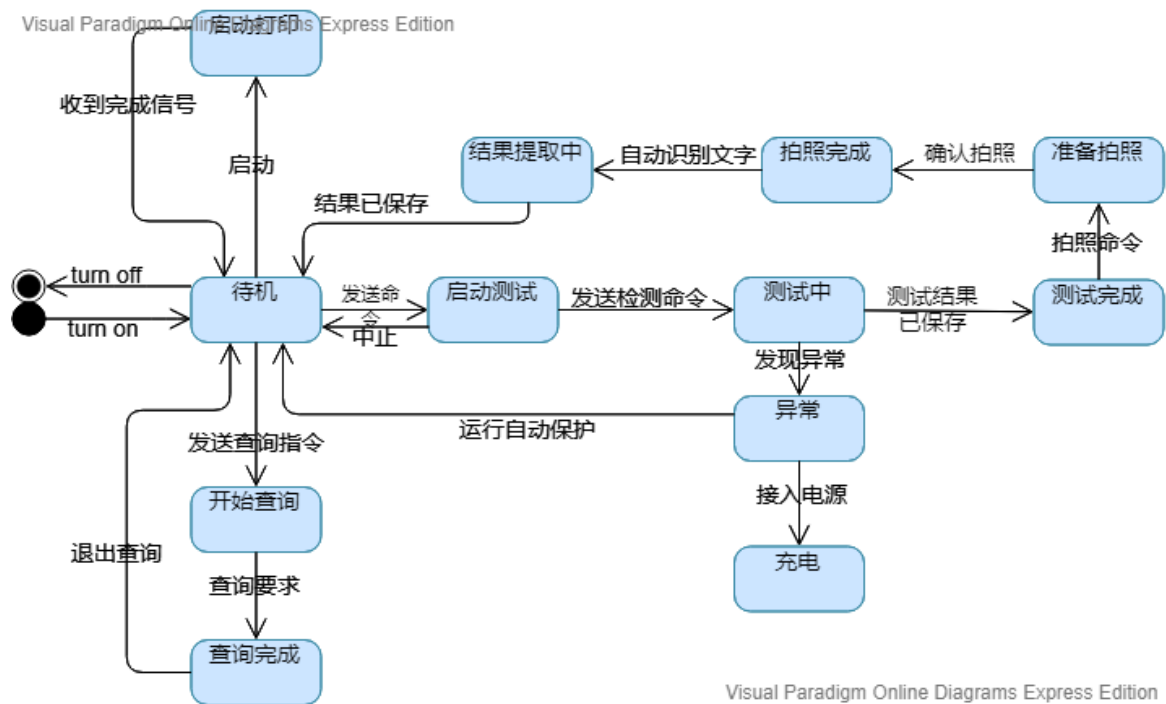 Visual Paradigm Online Diagrams Express Edition
启动打印
收到完成信号
启动
结果提取中
自动识别文字
拍照完成
确认拍照
准备拍照
结果已保存
拍照命令
turn off
turn on
待机
发送命
令
中止
启动测试
发送检测命令
测试中
测试结果
已保存
测试完成
发现异常
异常
运行自动保护
发送查询指令
接入电源
开始查询
退出查询
充电
查询要求
查询完成
Visual Paradigm Online Diagrams Express Edition